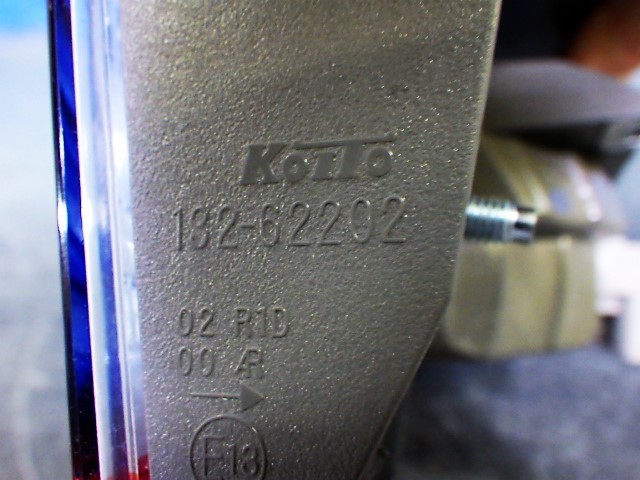 KOITO
132-62202
02 R1D
00 AR
→
E13